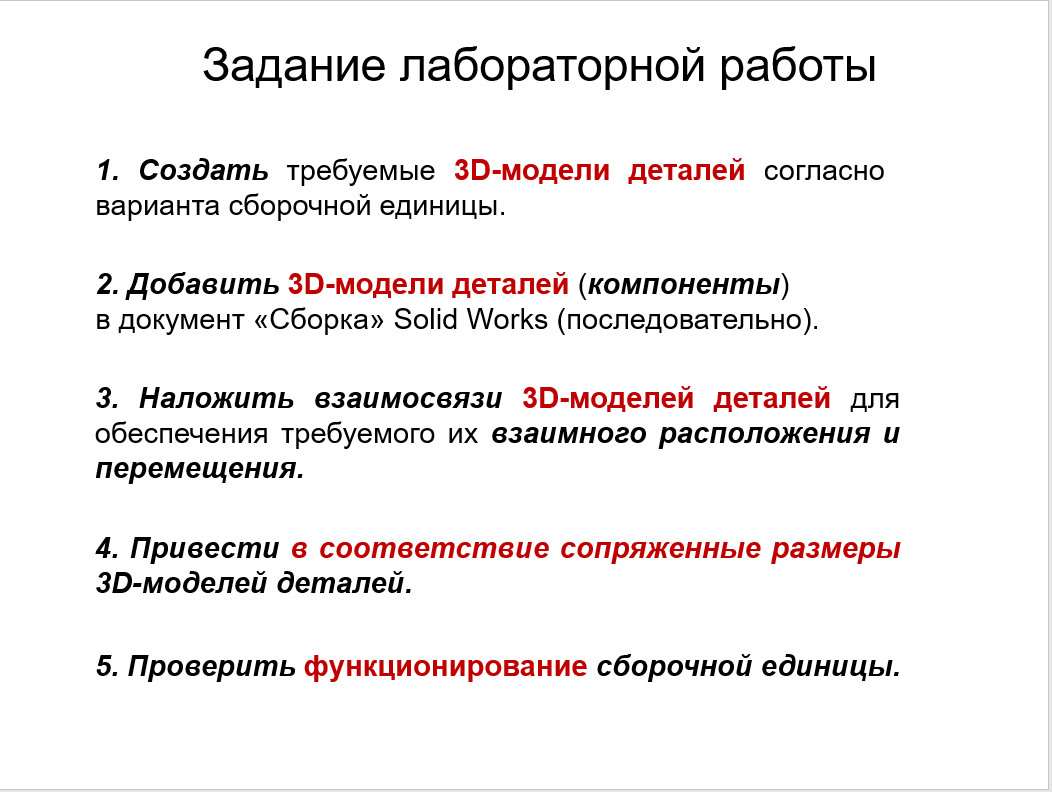 Задание лабораторной работы
1. Создать требуемые 3D-модели деталей согласно
варианта сборочной единицы.
2. Добавить 3D-модели деталей (компоненты)
в документ «Сборка» Solid Works (последовательно).
3. Наложить взаимосвязи 3D-моделей деталей для
обеспечения требуемого их взаимного расположения и
перемещения.
4. Привести в соответствие сопряженные размеры
3D-моделей деталей.
5. Проверить функционирование сборочной единицы.